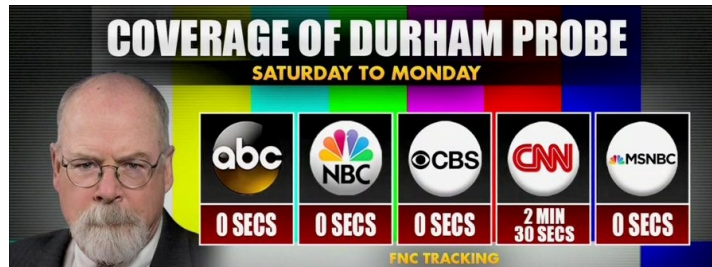 COVERAGE OF DURHAM PROBE
SATURDAY TO MONDAY
abc
NBC
CBS
CNN
MSNBC
0 SECS
0 SECS
0 SECS
2 MIN
30 SECS
0 SECS
FNC TRACKING